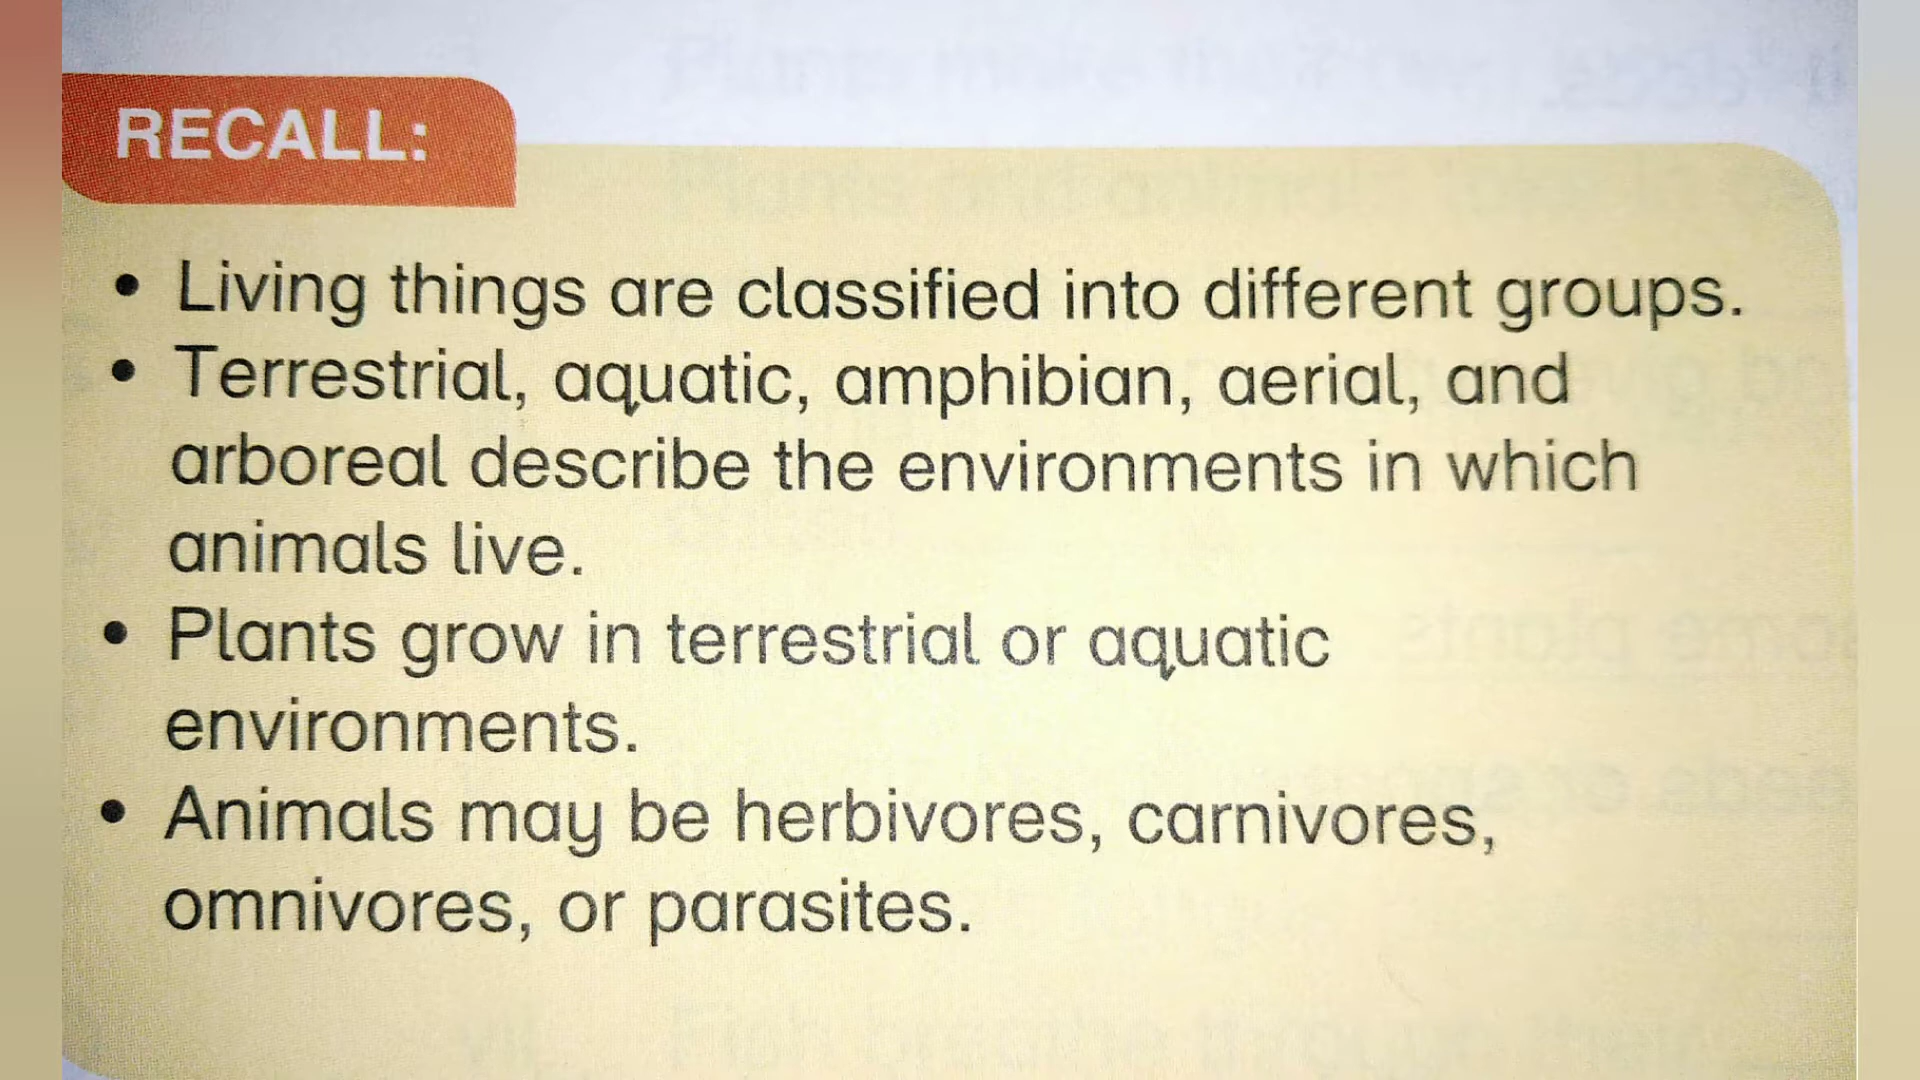 RECALL:
• Living things are classified into different groups.
• Terrestrial, aquatic, amphibian, aerial, and
arboreal describe the environments in which
animals live.
• Plants grow in terrestrial or aquatic
environments.
• Animals may be herbivores, carnivores,
omnivores, or parasites.